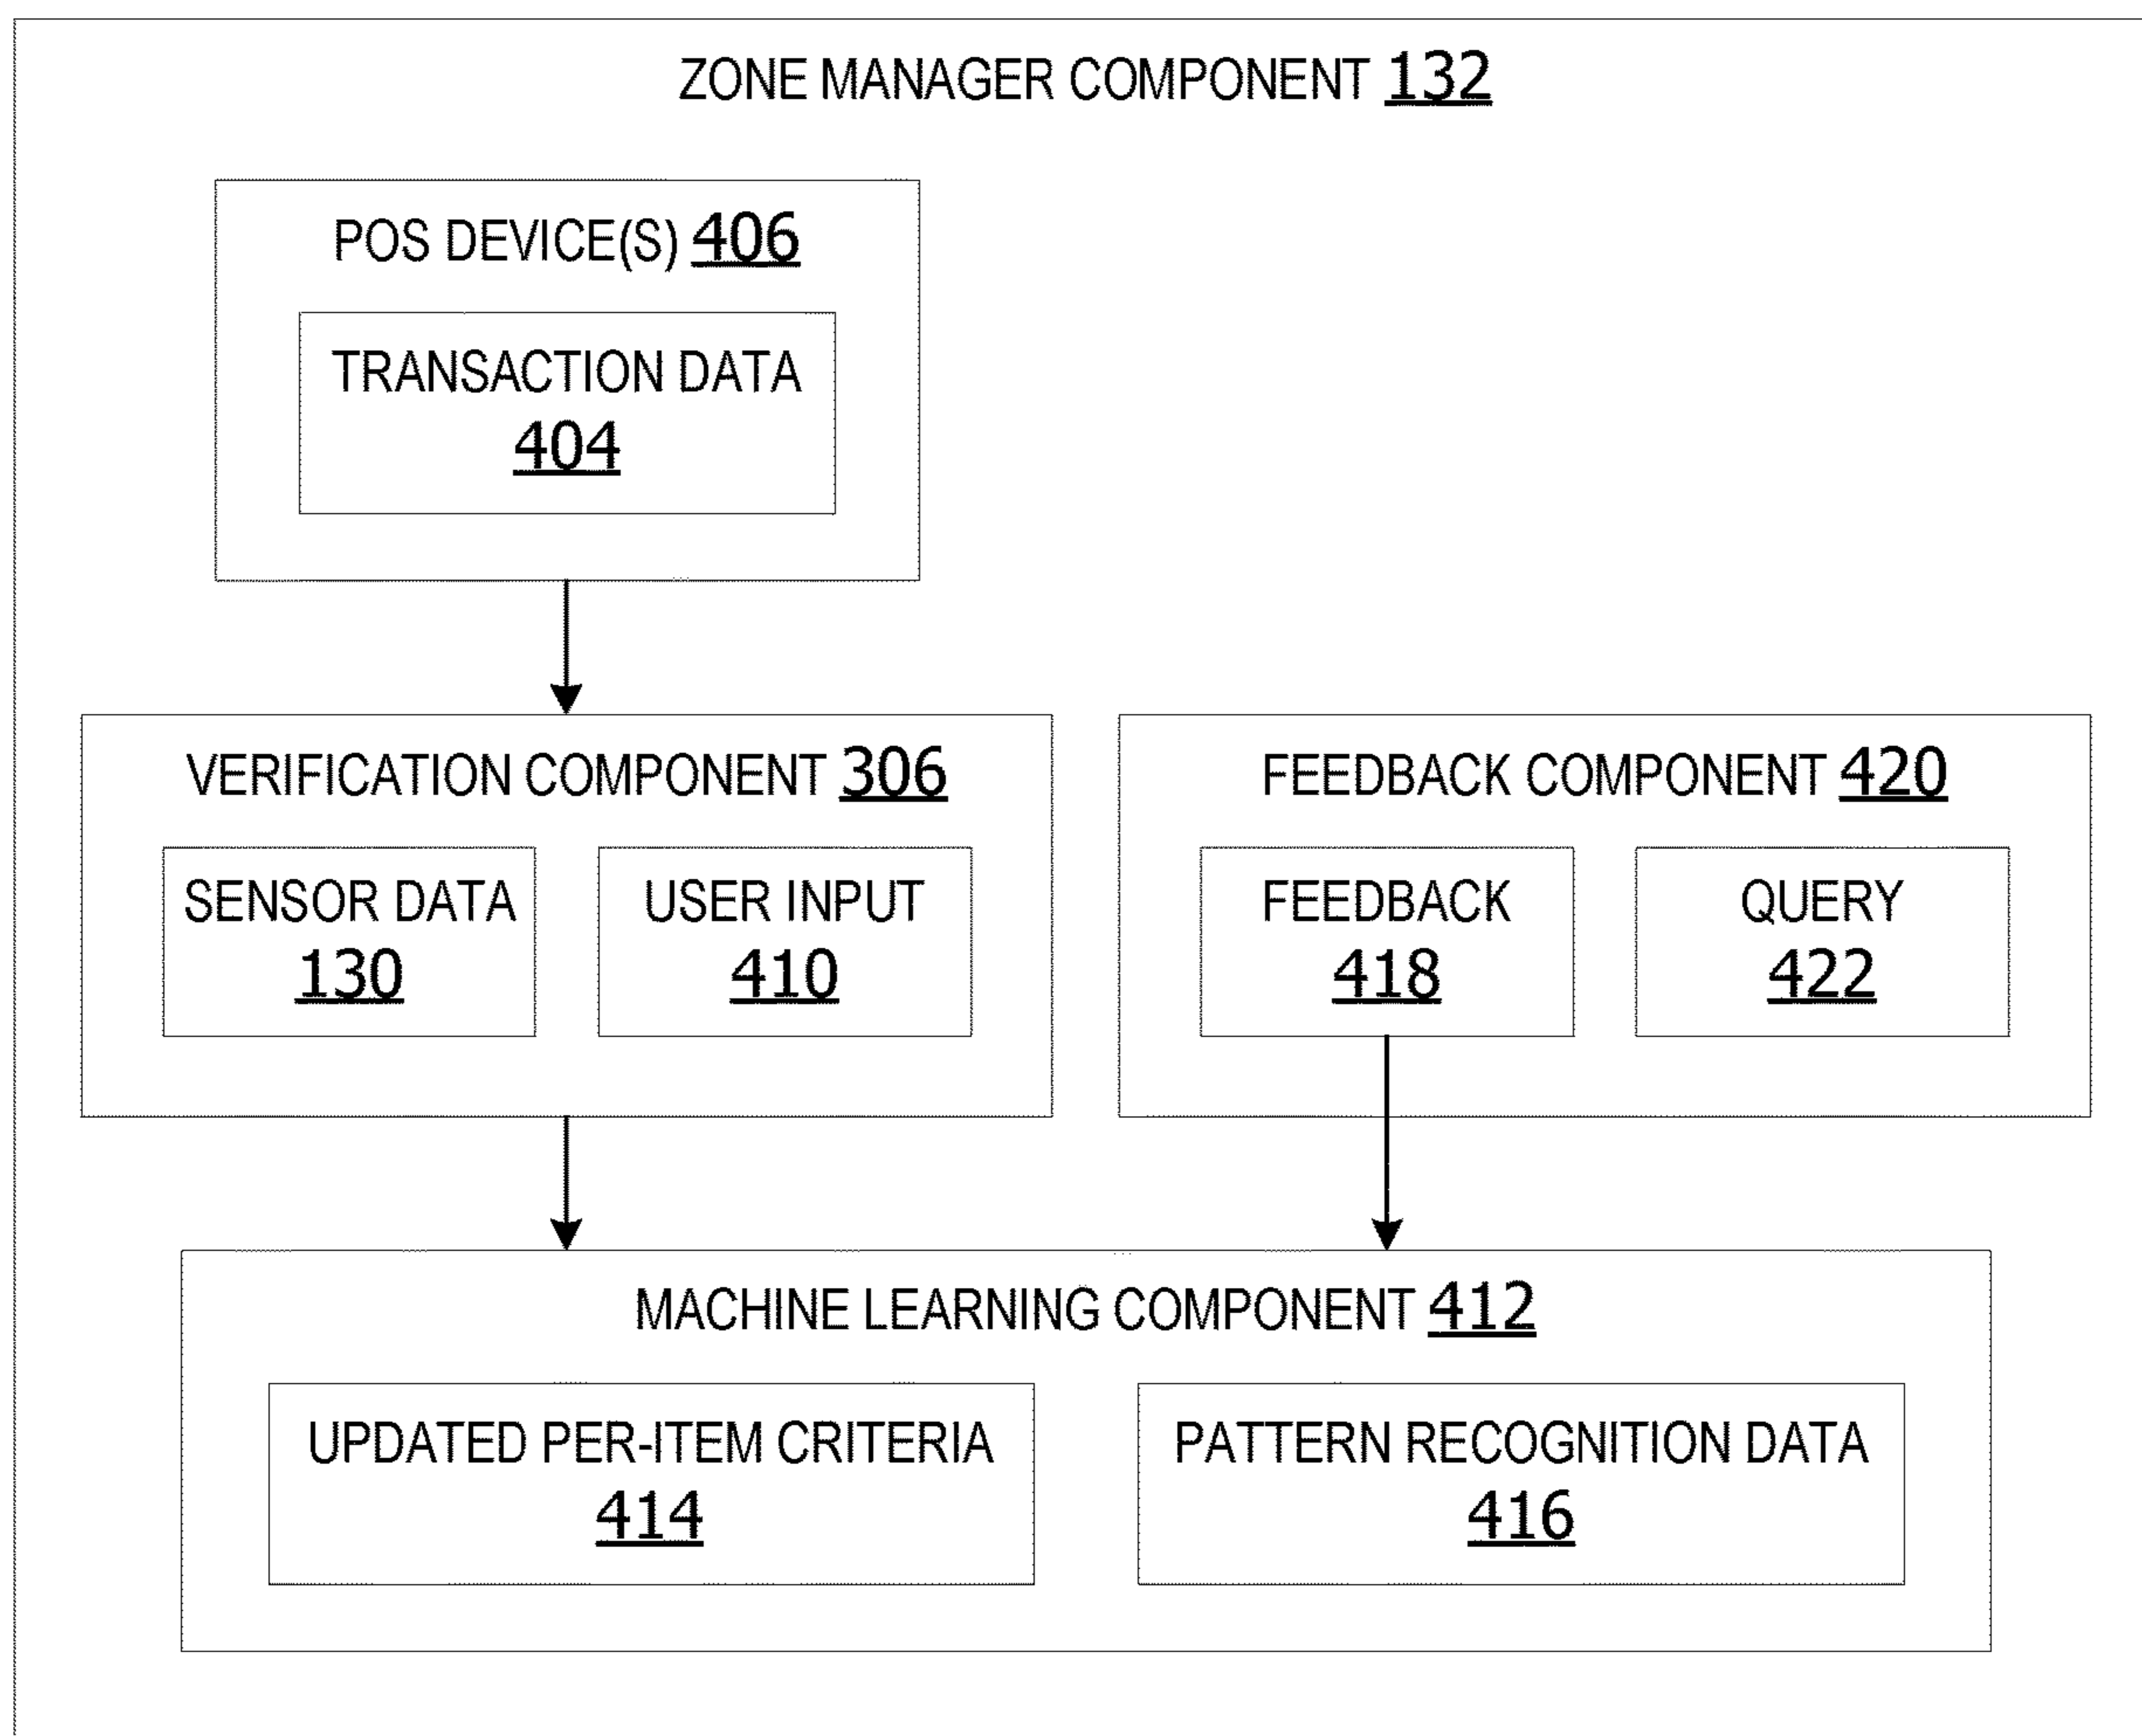 ZONE MANAGER COMPONENT 132
POS DEVICE(S) 406
TRANSACTION DATA
404
VERIFICATION COMPONENT 306
SENSOR DATA
130
USER INPUT
410
FEEDBACK COMPONENT 420
FEEDBACK
418
QUERY
422
MACHINE LEARNING COMPONENT 412
UPDATED PER-ITEM CRITERIA
414
PATTERN RECOGNITION DATA
416